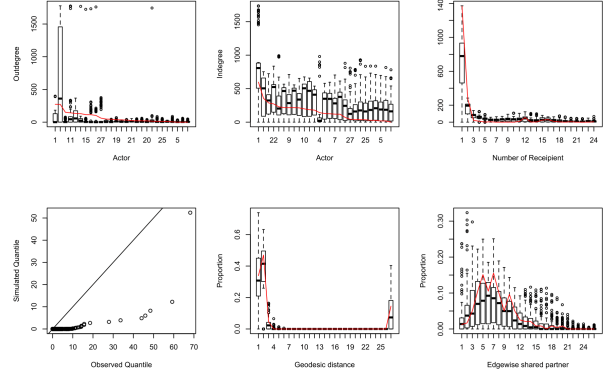 Outdegree
0 500 1000 1500
1 11 15 27 19 21 20 25 5
Actor
Indegree
0 500 1000 1500
1 22 9 10 4 7 27 25 5
Actor
0 200 600 1000 1400
1 3 5 7 9 12 15 18 21 24
Number of Receipient
Simulated Quantile
0 10 20 30 40 50
0 10 20 30 40 50 60 70
Observed Quantile
Proportion
0.0 0.2 0.4 0.6
1 4 7 10 13 16 19 22 25
Geodesic distance
Proportion
0.00 0.10 0.20 0.30
1 3 5 7 9 12 15 18 21 24
Edgewise shared partner